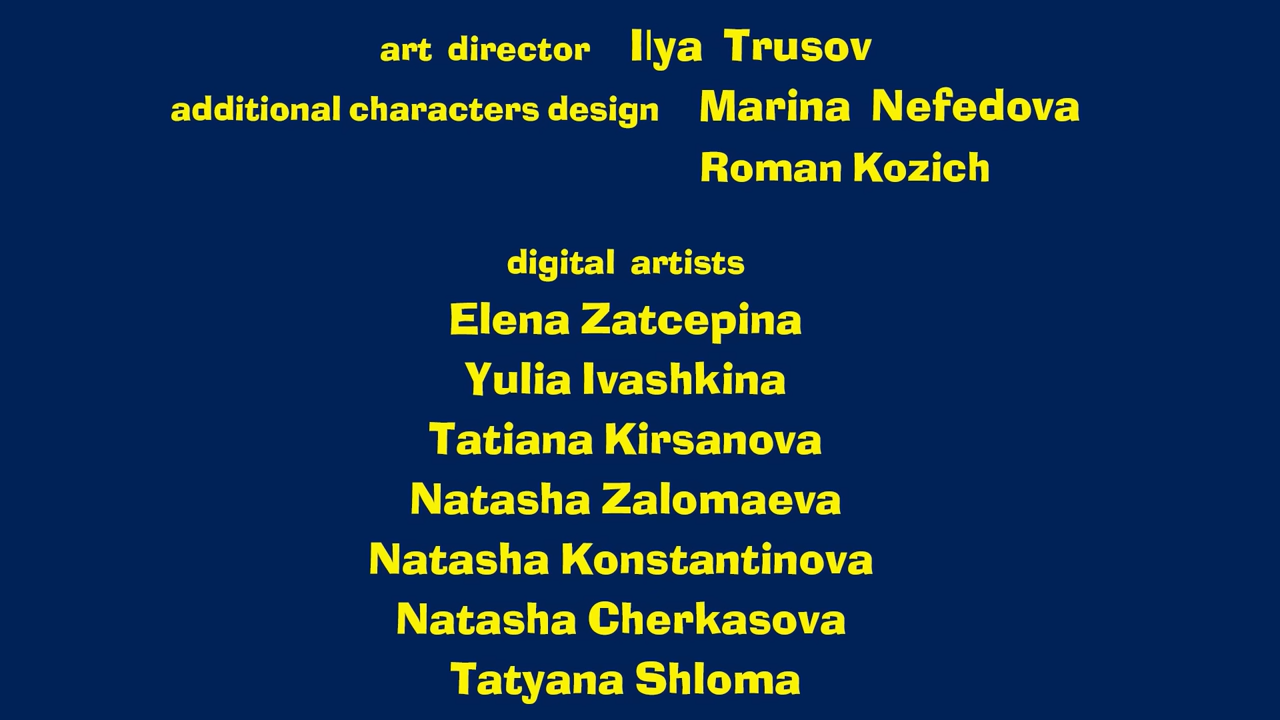 art director Ilya Trusov
additional characters design Marina Nefedova
Roman Kozich
digital artists
Elena Zatcepina
Yulia Ivashkina
Tatiana Kirsanova
Natasha Zalomaeva
Natasha Konstantinova
Natasha Cherkasova
Tatyana Shloma